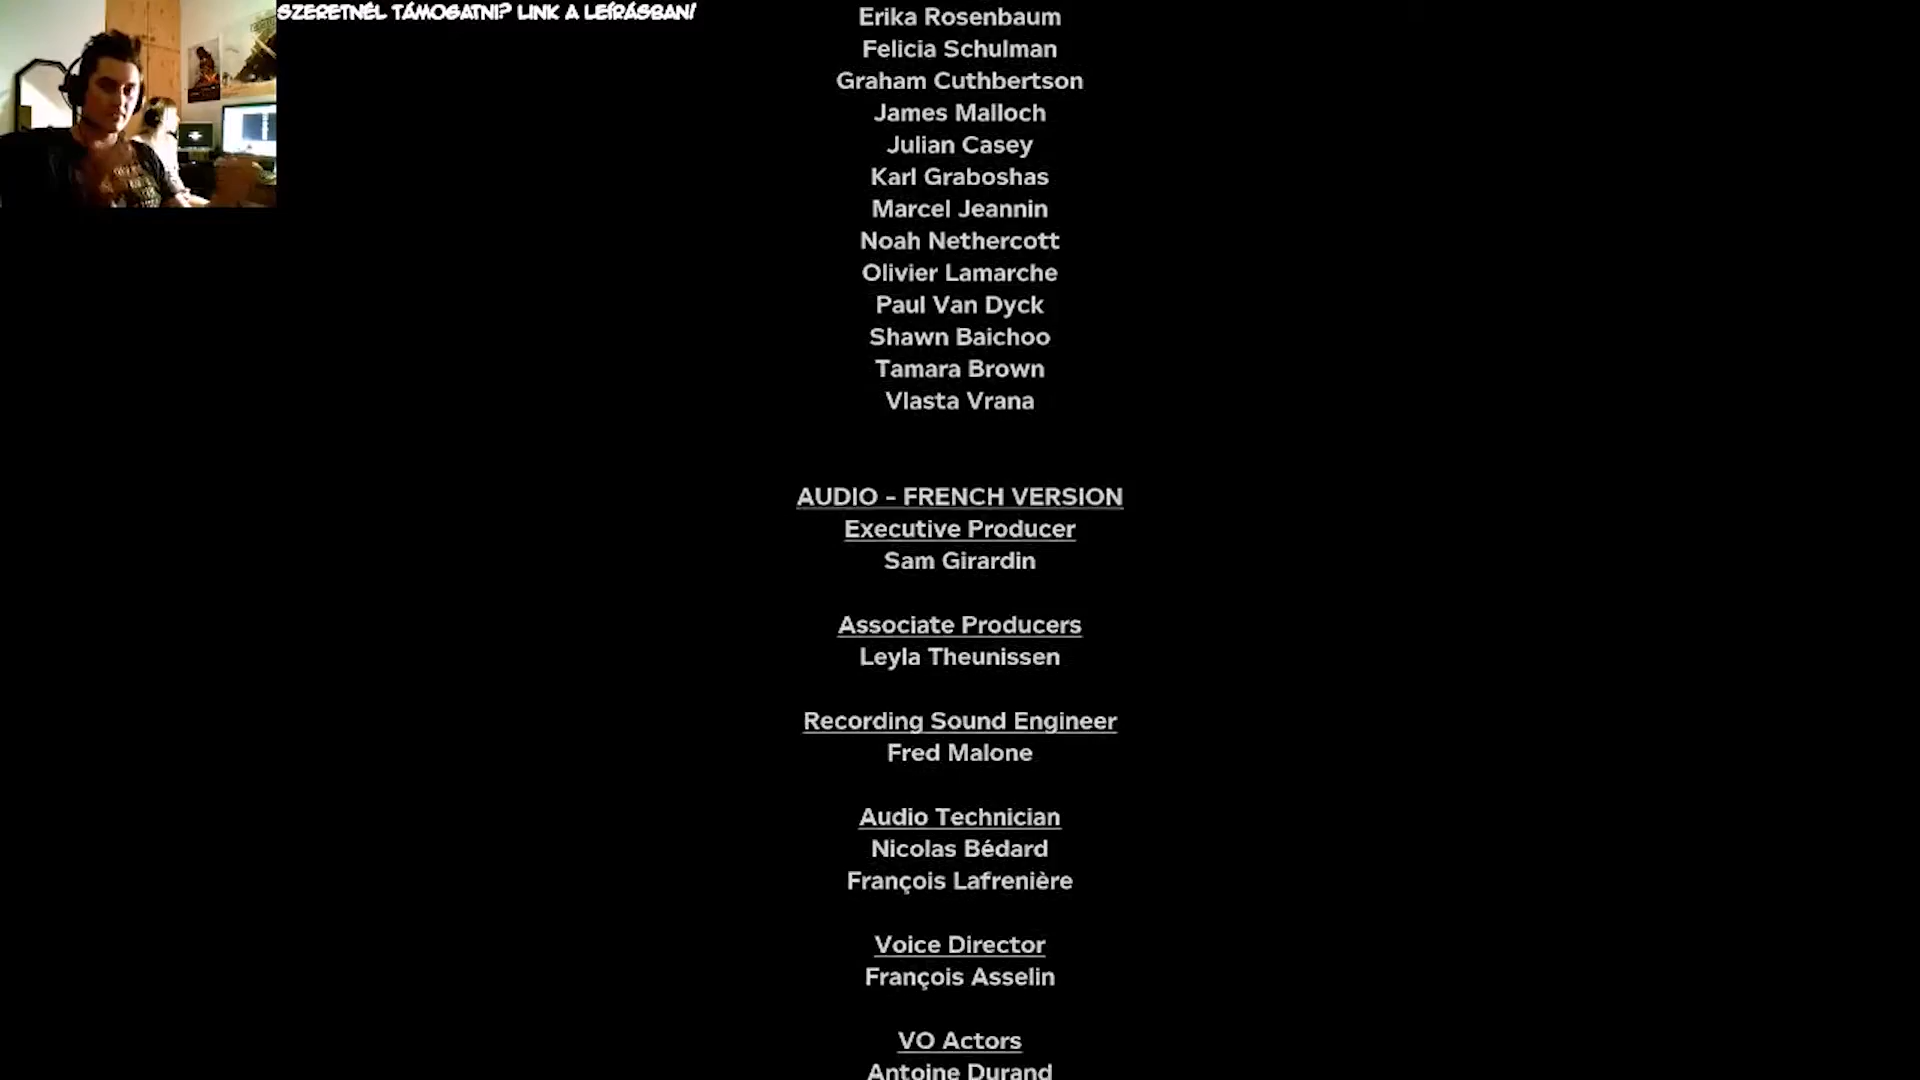 SZERETNÉL TÁMOGATNI? LINK A LEÍRÁSBAN!
Erika Rosenbaum
Felicia Schulman
Graham Cuthbertson
James Malloch
Julian Casey
Karl Graboshas
Marcel Jeannin
Noah Nethercott
Olivier Lamarche
Paul Van Dyck
Shawn Baichoo
Tamara Brown
Vlasta Vrana
AUDIO - FRENCH VERSION
Executive Producer
Sam Girardin
Associate Producers
Leyla Theunissen
Recording Sound Engineer
Fred Malone
Audio Technician
Nicolas Bédard
François Lafrenière
Voice Director
François Asselin
VO Actors
Antoine Durand